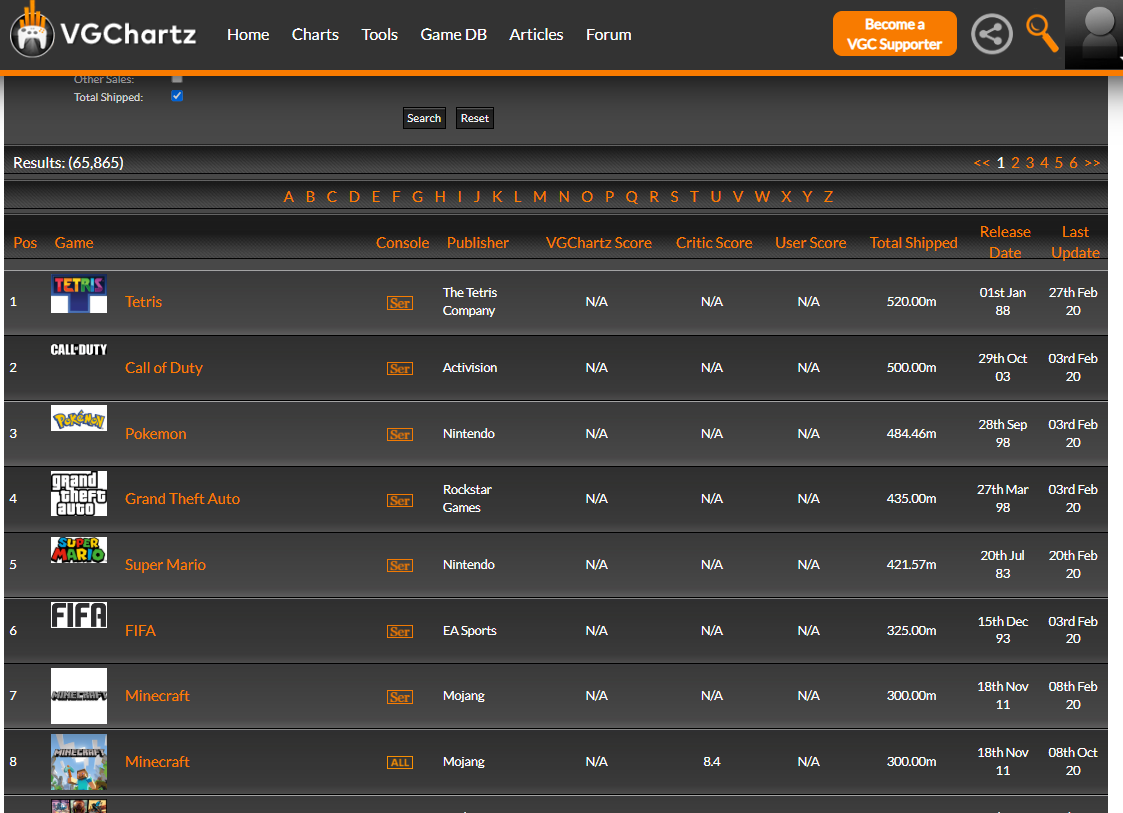 VGChartz Home Charts Tools Game DB Articles Forum
Become a
VGC Supporter
Other Sales:
Total Shipped:
Search Reset
Results: (65,865) << 1 2 3 4 5 6 >>
A B C D E F G H I J K L M N O P Q R S T U V W X Y Z
Pos Game Console Publisher VGChartz Score Critic Score User Score Total Shipped Release Date Last Update
TETRIS
1 Tetris Ser The Tetris Company N/A N/A N/A 520.00m 01st Jan 88 27th Feb 20
CALL OF DUTY
2 Call of Duty Ser Activision N/A N/A N/A 500.00m 29th Oct 03 03rd Feb 20
POKéMON
3 Pokemon Ser Nintendo N/A N/A N/A 484.46m 28th Sep 98 03rd Feb 20
grand theft auto
4 Grand Theft Auto Ser Rockstar Games N/A N/A N/A 435.00m 27th Mar 98 03rd Feb 20
SUPER MARIO
5 Super Mario Ser Nintendo N/A N/A N/A 421.57m 20th Jul 83 20th Feb 20
FIFA
6 FIFA Ser EA Sports N/A N/A N/A 325.00m 15th Dec 93 03rd Feb 20
MINECRAFT
7 Minecraft Ser Mojang N/A N/A N/A 300.00m 18th Nov 11 08th Feb 20
MINECRAFT
8 Minecraft ALL Mojang N/A 8.4 N/A 300.00m 18th Nov 11 08th Oct 20